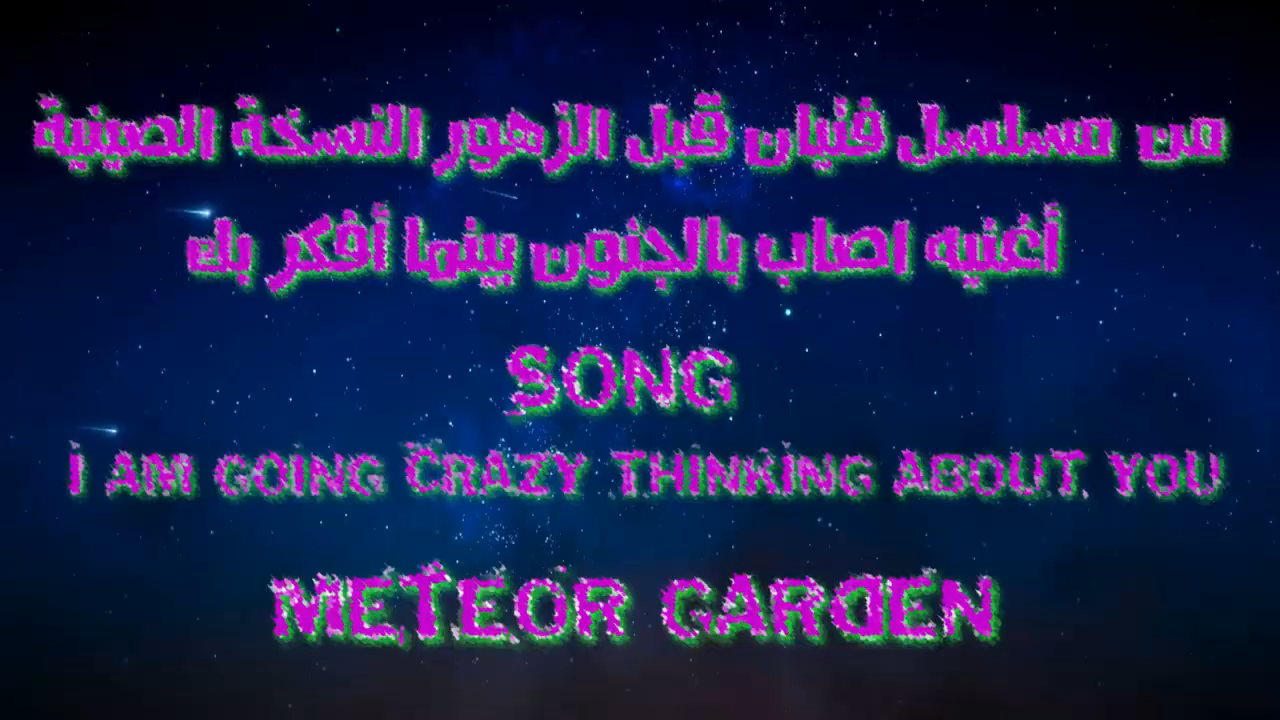 من مسلسل فتيان قبل الزهور النسخة الصينية
أغنيه اصاب بالجنون بينما أفكر بك
SONG
I AM GOING CRAZY THINKING ABOUT YOU
METEOR GARDEN